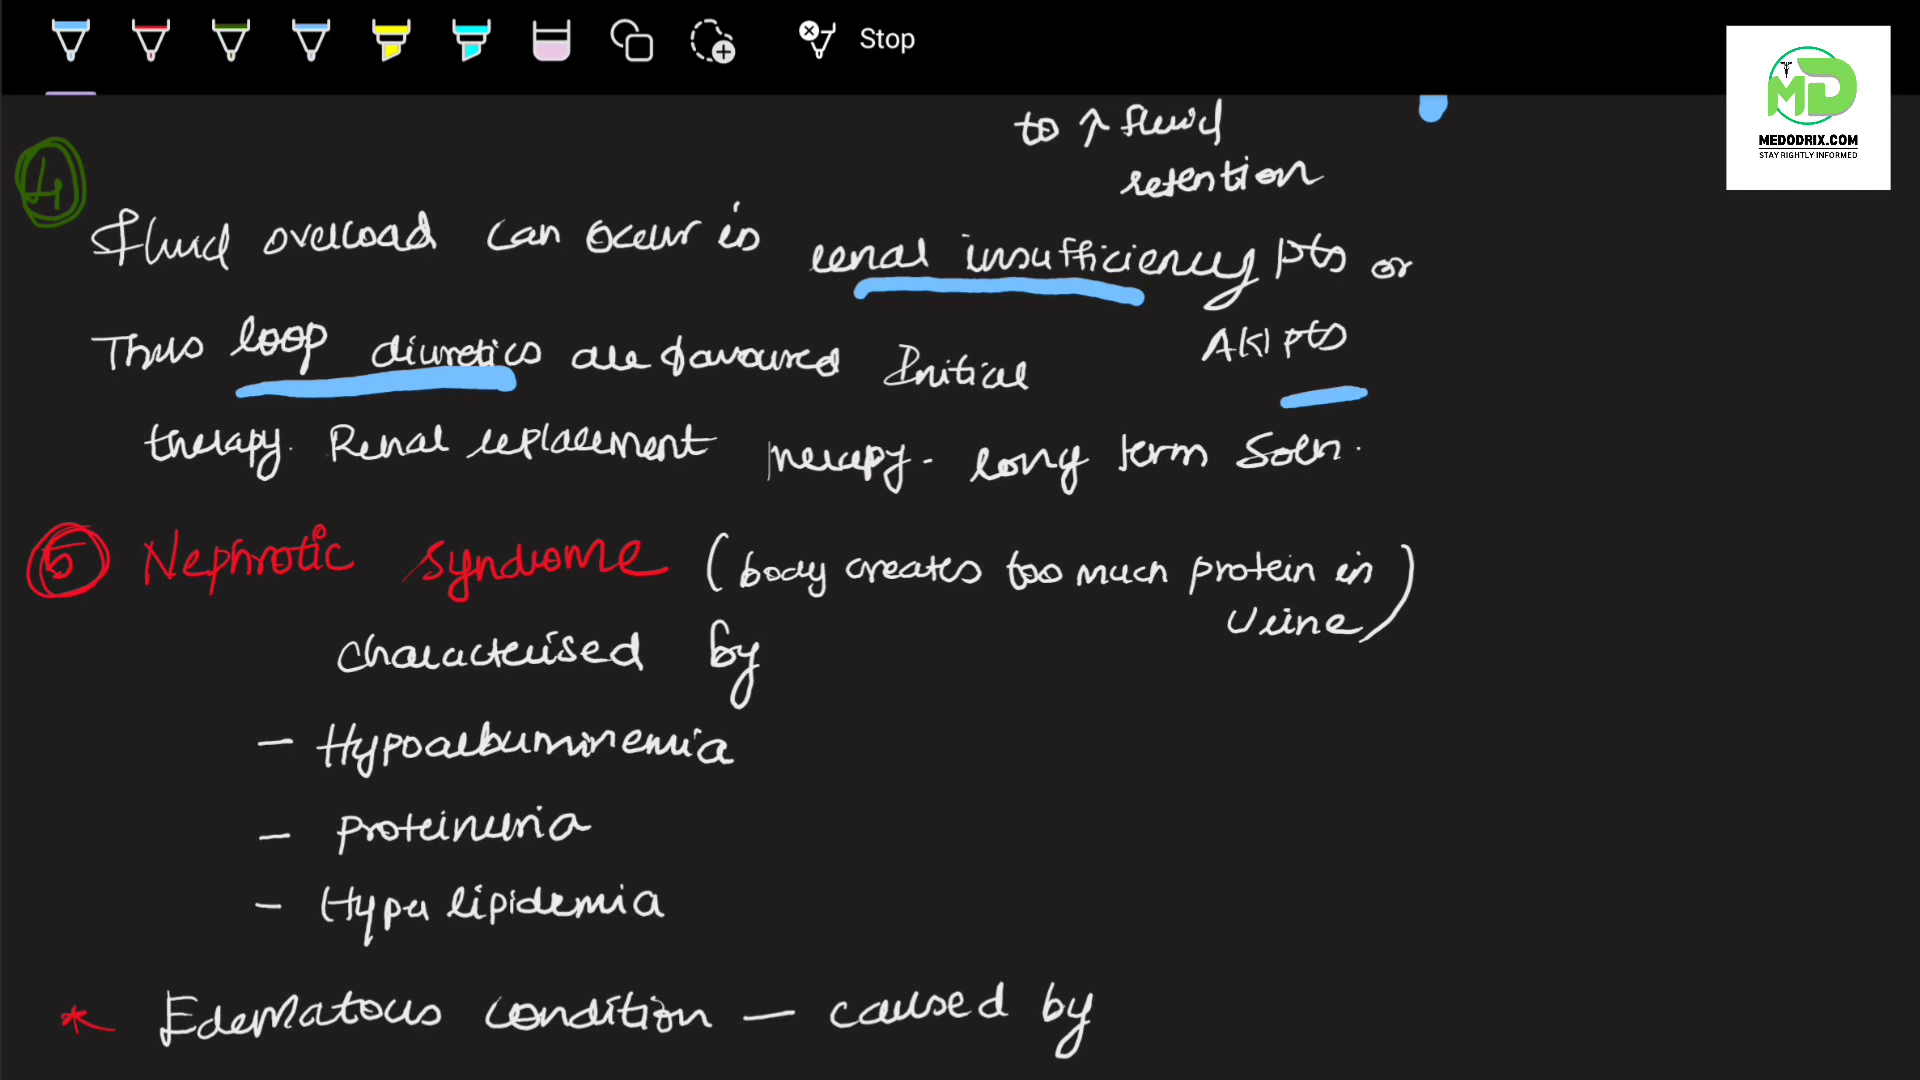 Stop
MEDODRIX.COM
STAY RIGHTLY INFORMED
to ↑ fluid
retention
4
Fluid overload can occur in renal insufficiency pts or
AKI pts
Thus loop diuretics are favoured Initial
therapy. Renal replacement therapy - long term Soln.
5 Nephrotic syndrome (body creates too much protein in
urine)
characterised by
- Hypoalbuminemia
- Proteinuria
- Hyper lipidemia
* Edematous condition - caused by